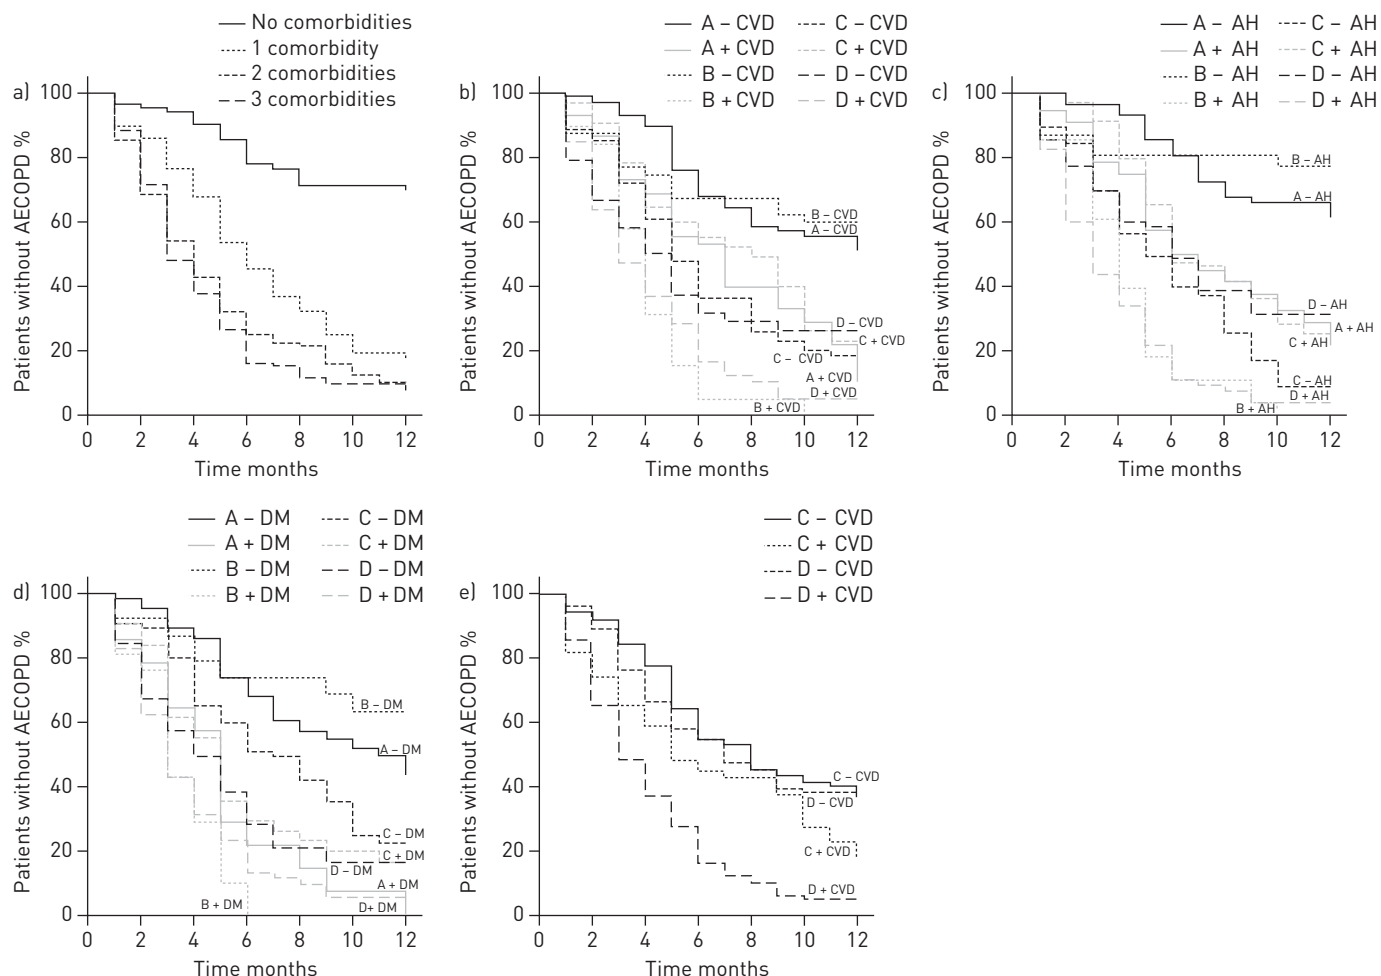 No comorbidities
1 comorbidity
2 comorbidities
3 comorbidities
a)
Patients without AECOPD %
100
80
60
40
20
0
0 2 4 6 8 10 12
Time months
A – CVD C – CVD
A + CVD C + CVD
B – CVD D – CVD
B + CVD D + CVD
b)
Patients without AECOPD %
100
80
60
40
20
0
B – CVD
A – CVD
D – CVD
C + CVD
C – CVD
A + CVD
D + CVD
B + CVD
0 2 4 6 8 10 12
Time months
A – AH C – AH
A + AH C + AH
B – AH D – AH
B + AH D + AH
c)
Patients without AECOPD %
100
80
60
40
20
0
B – AH
A – AH
D – AH
A + AH
C + AH
C – AH
D + AH
B + AH
0 2 4 6 8 10 12
Time months
A – DM C – DM
A + DM C + DM
B – DM D – DM
B + DM D + DM
d)
Patients without AECOPD %
100
80
60
40
20
0
B – DM
A – DM
C – DM
C + DM
D – DM
A + DM
B + DM
D+ DM
0 2 4 6 8 10 12
Time months
C – CVD
C + CVD
D – CVD
D + CVD
e)
Patients without AECOPD %
100
80
60
40
20
0
C – CVD
D – CVD
C + CVD
D + CVD
0 2 4 6 8 10 12
Time months